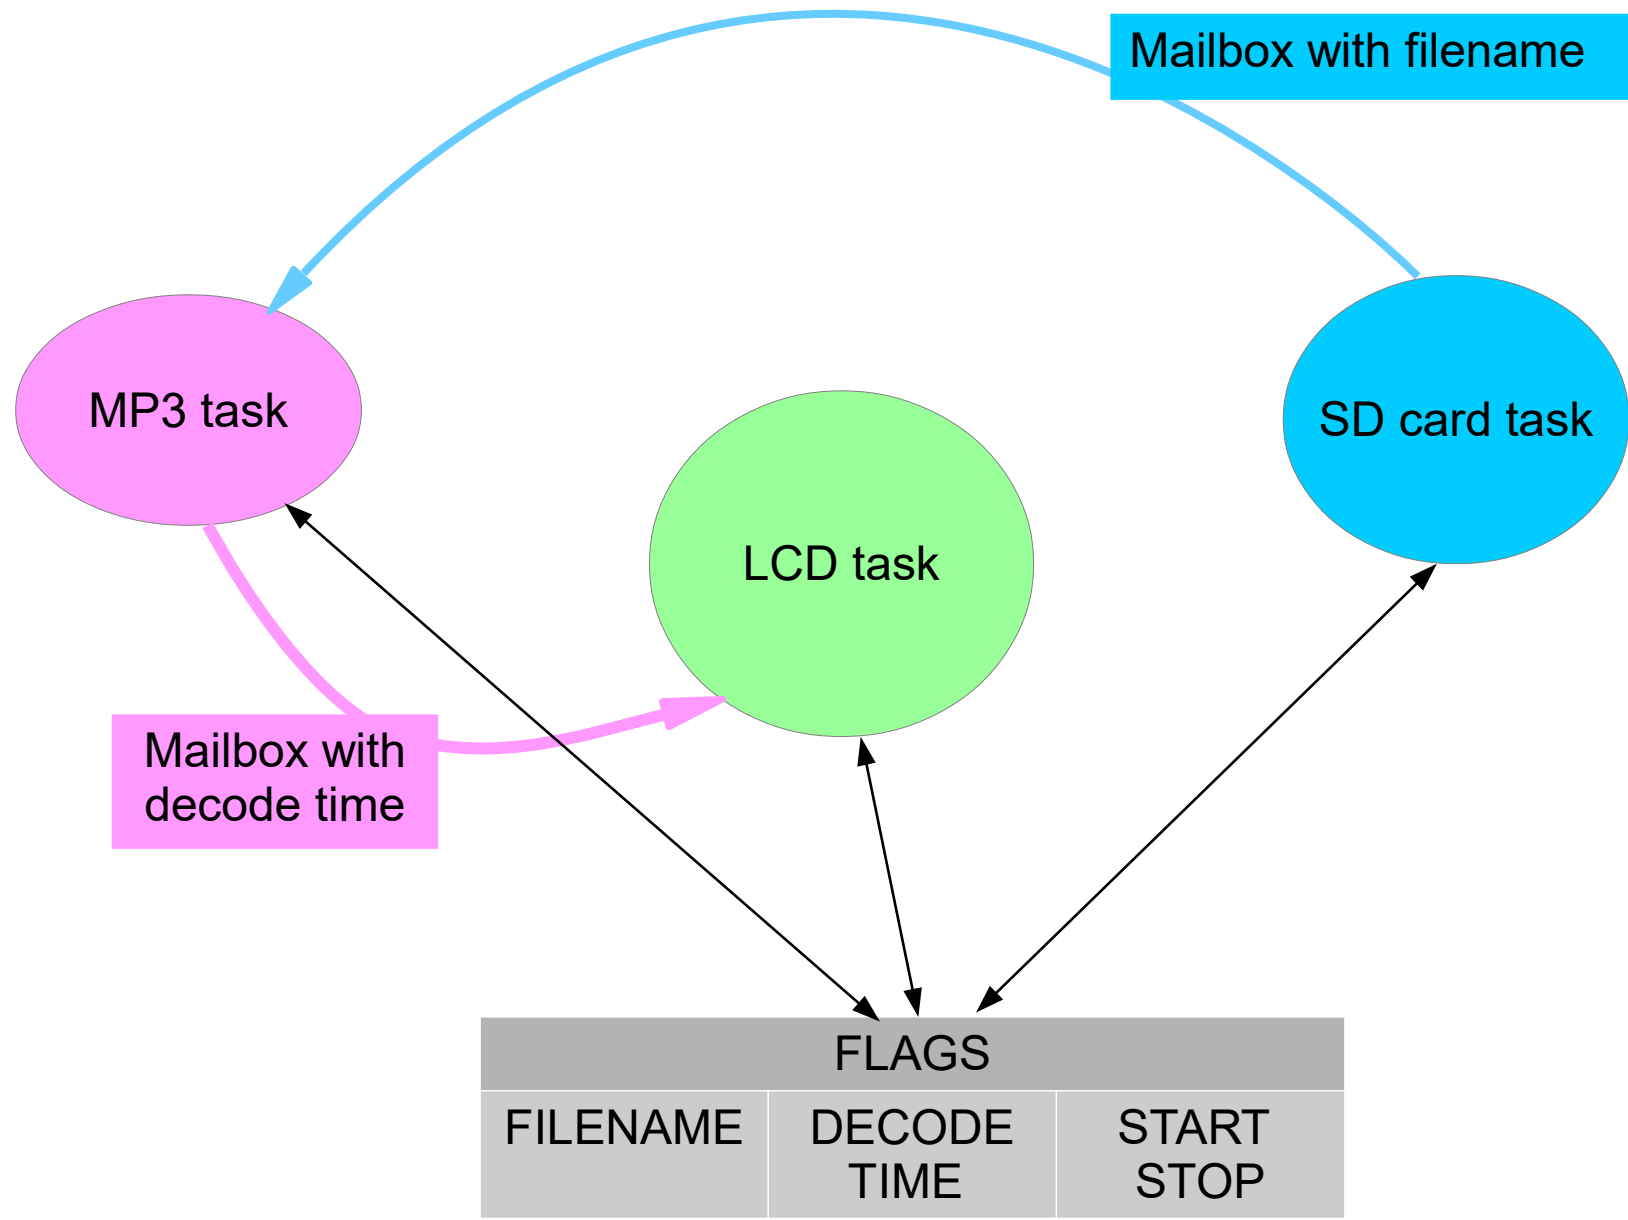 Mailbox with filename
MP3 task
SD card task
LCD task
Mailbox with
decode time
FLAGS
FILENAME
DECODE
TIME
START
STOP